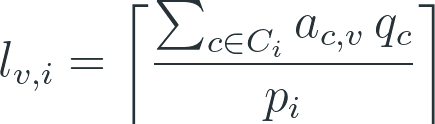 $l_{v,i} = \left\lceil \frac{\sum_{c \in C_i} a_{c,v} \, q_c}{p_i} \right\rceil$